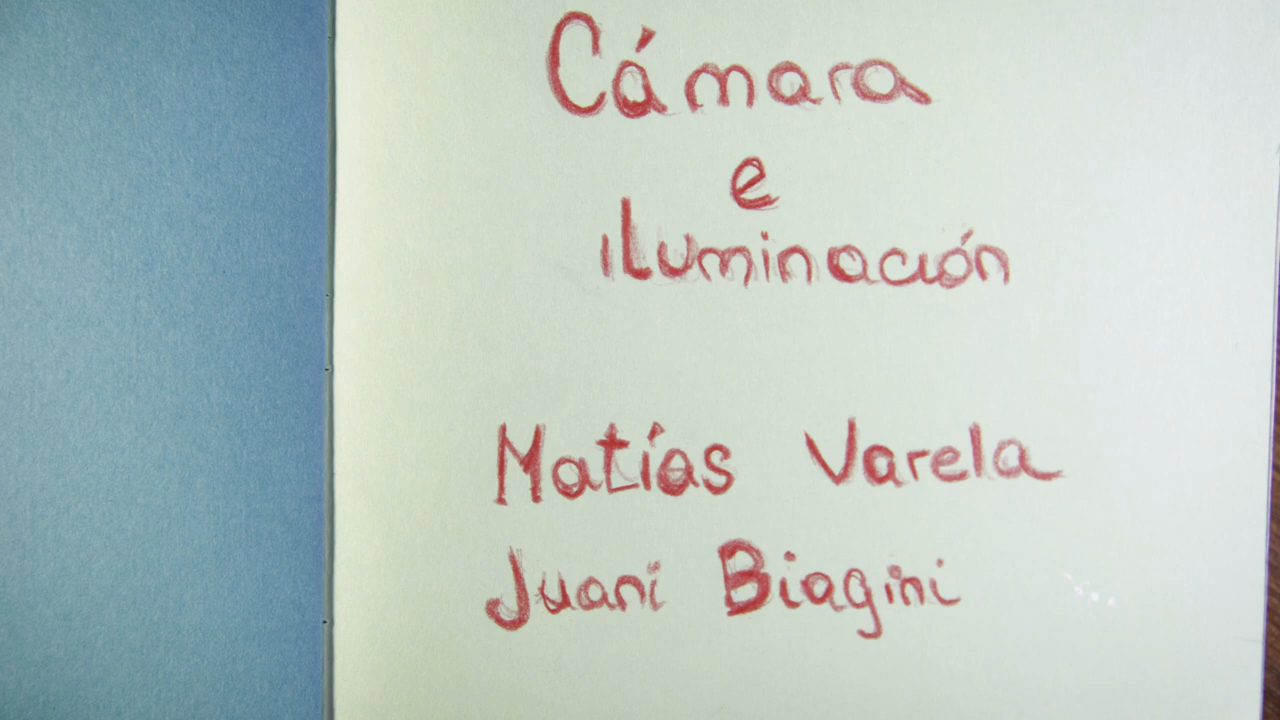 Cámara
e
iluminación
Matías Varela
Juani Biagini